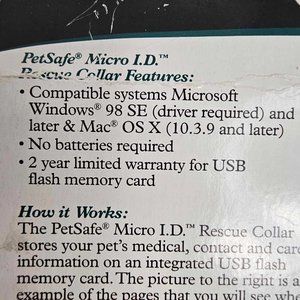 PetSafe® Micro I.D.™
Rescue Collar Features:
• Compatible systems Microsoft
Windows® 98 SE (driver required) and
later & Mac® OS X (10.3.9 and later)
• No batteries required
• 2 year limited warranty for USB
flash memory card
How it Works:
The PetSafe® Micro I.D.™ Rescue Collar
stores your pet's medical, contact and care
information on an integrated USB flash
memory card. The picture to the right is a
example of the pages that you will see wh